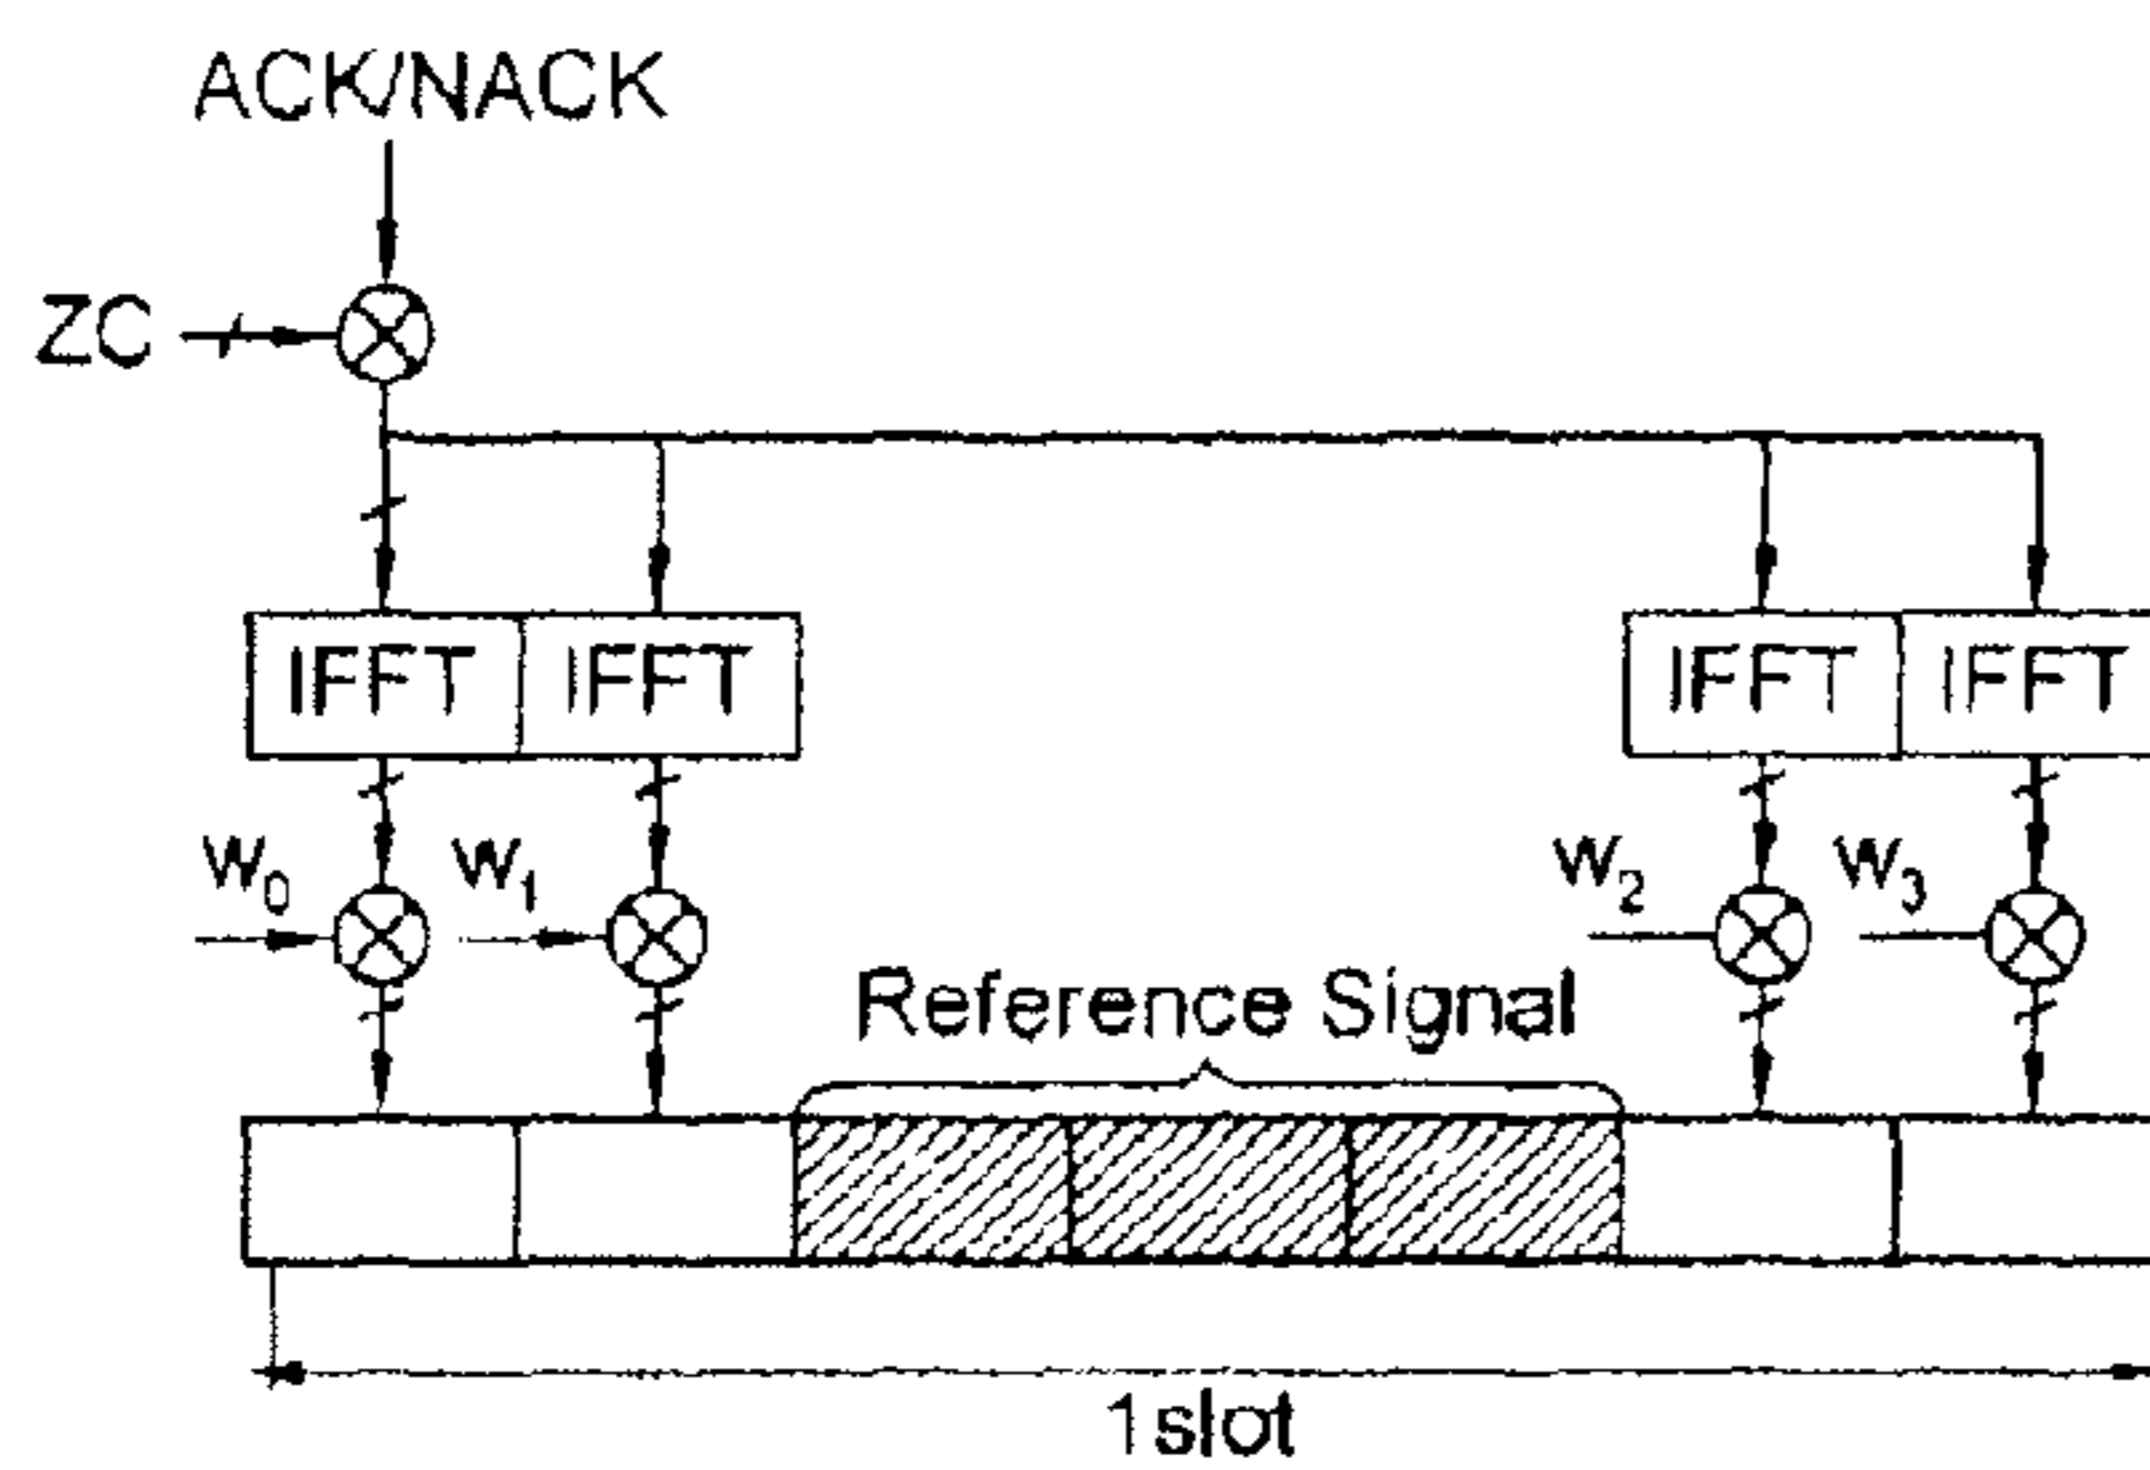 ACK/NACK
ZC
IFFT IFFT IFFT IFFT
W0 W1 W2 W3
Reference Signal
1slot